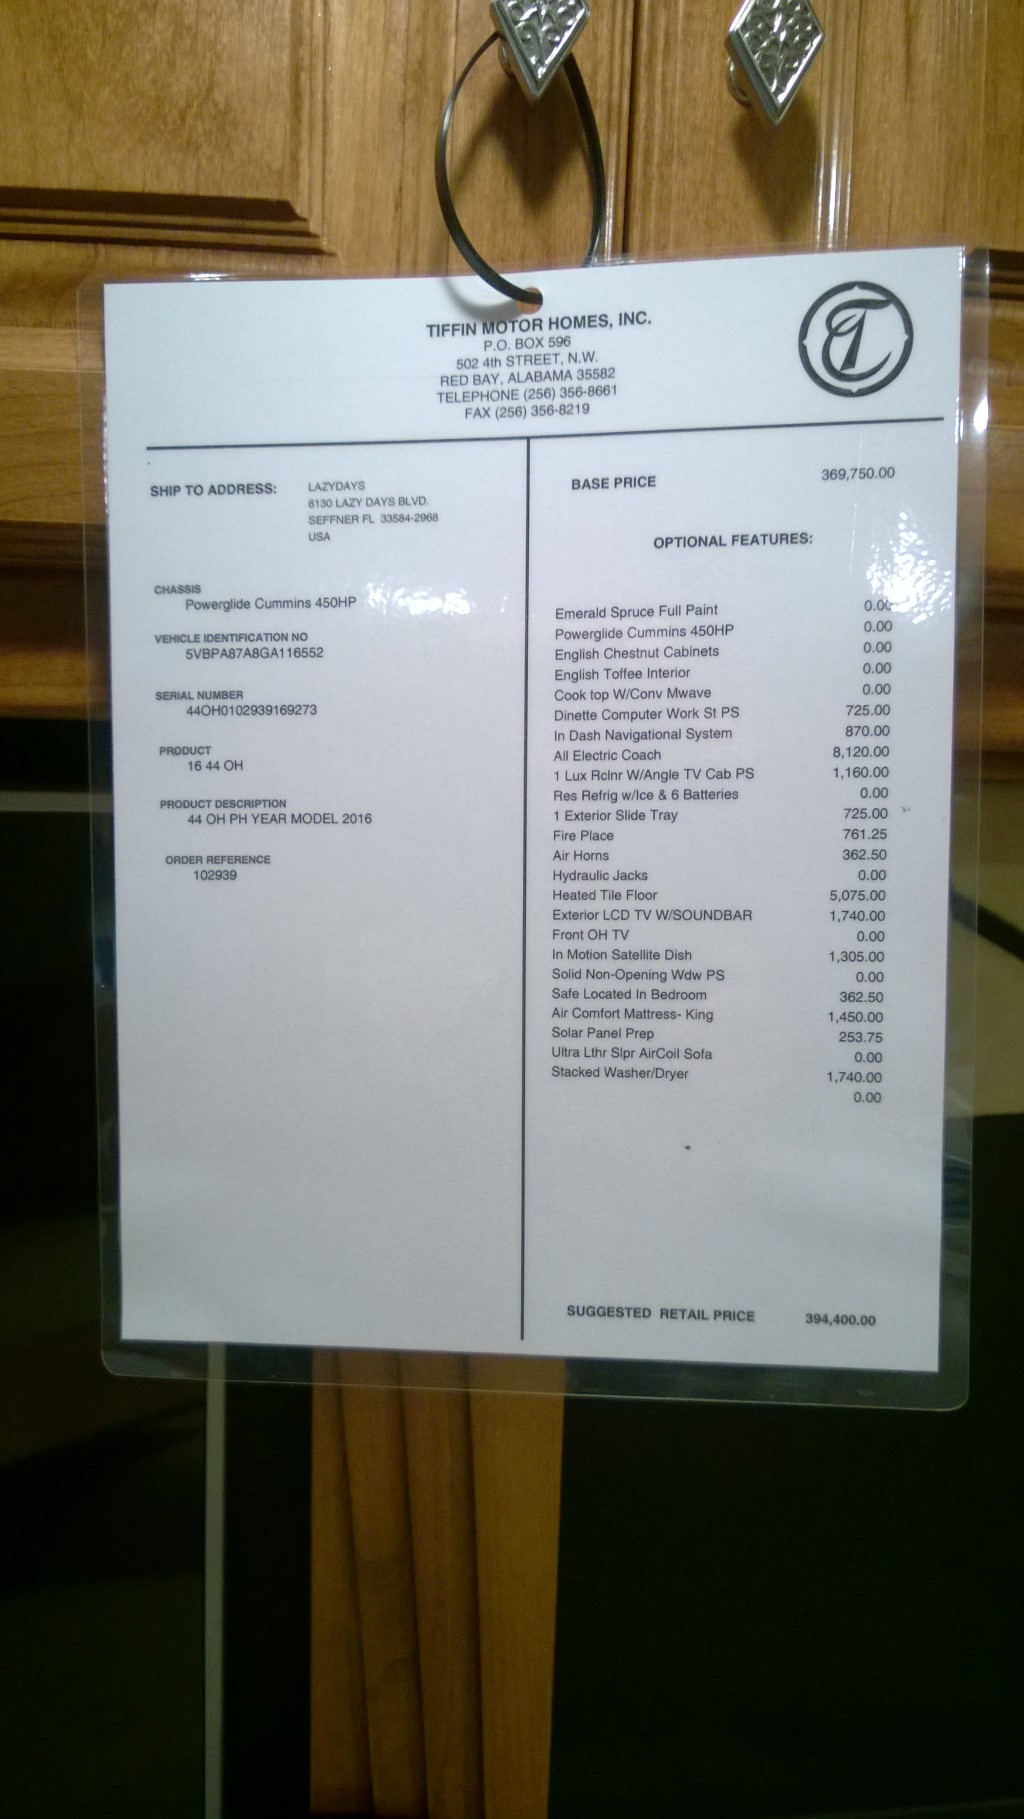 TIFFIN MOTOR HOMES, INC.
P.O. BOX 596
502 4th STREET, N.W.
RED BAY, ALABAMA 35582
TELEPHONE (256) 356-8661
FAX (256) 356-8219
SHIP TO ADDRESS: LAZYDAYS
6130 LAZY DAYS BLVD.
SEFFNER FL 33584-2968
USA
CHASSIS
Powerglide Cummins 450HP
VEHICLE IDENTIFICATION NO
5VBPA87A8GA116552
SERIAL NUMBER
44OH0102939169273
PRODUCT
16 44 OH
PRODUCT DESCRIPTION
44 OH PH YEAR MODEL 2016
ORDER REFERENCE
102939
BASE PRICE 369,750.00
OPTIONAL FEATURES:
Emerald Spruce Full Paint 0.00
Powerglide Cummins 450HP 0.00
English Chestnut Cabinets 0.00
English Toffee Interior 0.00
Cook top W/Conv Mwave 0.00
Dinette Computer Work St PS 725.00
In Dash Navigational System 870.00
All Electric Coach 8,120.00
1 Lux Rclnr W/Angle TV Cab PS 1,160.00
Res Refrig w/Ice & 6 Batteries 0.00
1 Exterior Slide Tray 725.00
Fire Place 761.25
Air Horns 362.50
Hydraulic Jacks 0.00
Heated Tile Floor 5,075.00
Exterior LCD TV W/SOUNDBAR 1,740.00
Front OH TV 0.00
In Motion Satellite Dish 1,305.00
Solid Non-Opening Wdw PS 0.00
Safe Located In Bedroom 362.50
Air Comfort Mattress- King 1,450.00
Solar Panel Prep 253.75
Ultra Lthr Slpr AirCoil Sofa 0.00
Stacked Washer/Dryer 1,740.00
0.00
SUGGESTED RETAIL PRICE 394,400.00